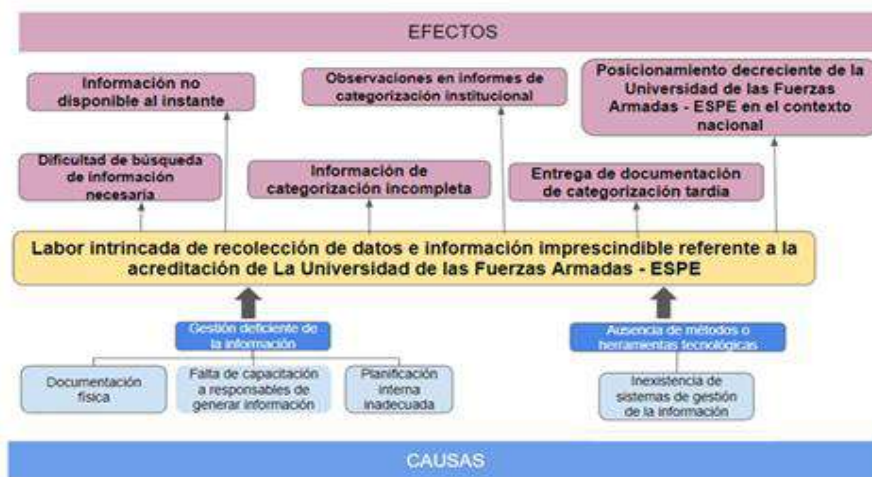 EFECTOS
Información no
disponible al instante
Observaciones en informes de
categorización institucional
Posicionamiento decreciente de la
Universidad de las Fuerzas
Armadas - ESPE en el contexto
nacional
Dificultad de búsqueda
de información
necesaria
Información de
categorización incompleta
Entrega de documentación
de categorización tardía
Labor intrincada de recolección de datos e información imprescindible referente a la
acreditación de La Universidad de las Fuerzas Armadas - ESPE
Gestión deficiente de
la información
Ausencia de métodos o
herramientas tecnológicas
Documentación
física
Falta de capacitación
a responsables de
generar información
Planificación
interna
inadecuada
Inexistencia de
sistemas de gestión
de la información
CAUSAS